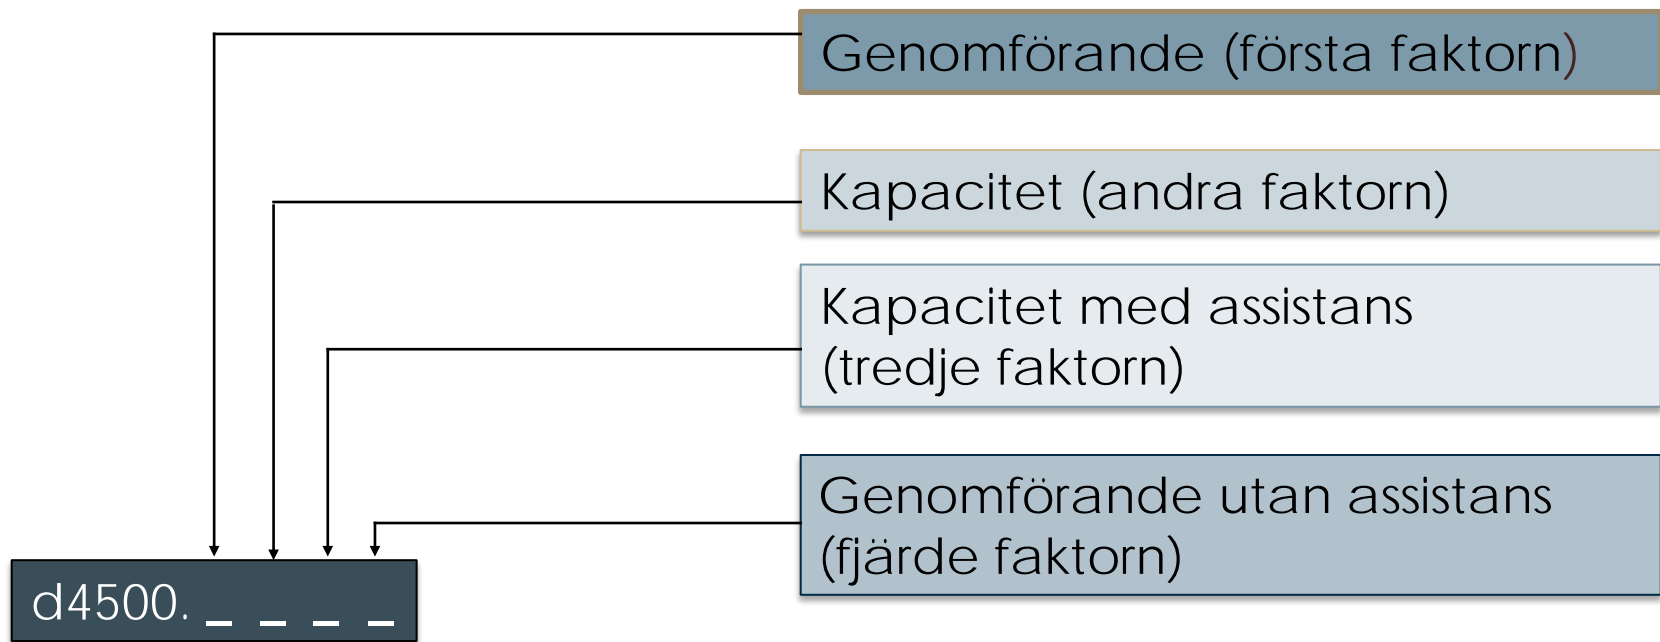 Genomförande (första faktorn)
Kapacitet (andra faktorn)
Kapacitet med assistans
(tredje faktorn)
Genomförande utan assistans
(fjärde faktorn)
d4500. _ _ _ _